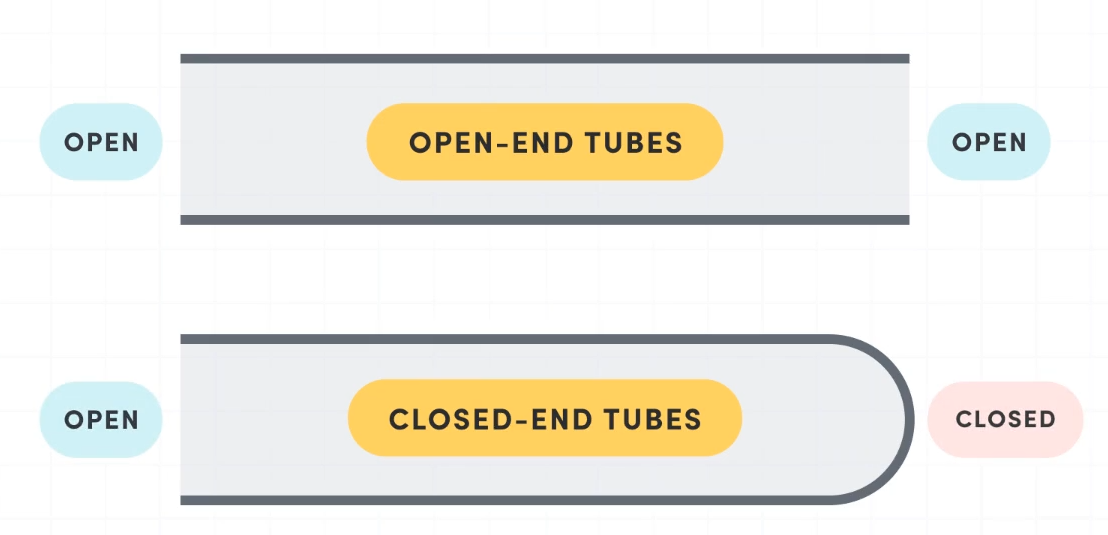 OPEN
OPEN-END TUBES
OPEN
OPEN
CLOSED-END TUBES
CLOSED